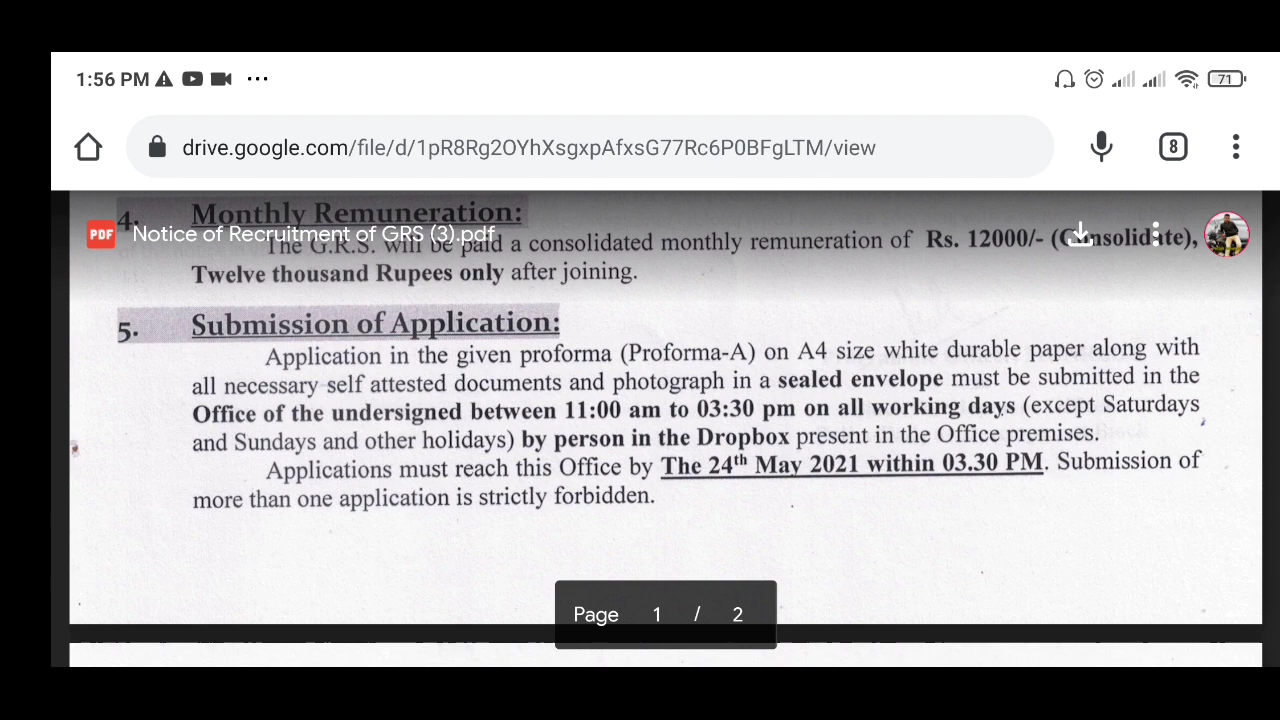 1:56 PM
71
drive.google.com/file/d/1pR8Rg2OYhXsgxpAfxsG77Rc6P0BFgLTM/view
8
4. Monthly Remuneration:
PDF Notice of Recruitment of GRS (3).pdf
The G.R.S. will be paid a consolidated monthly remuneration of Rs. 12000/- (Consolidate),
Twelve thousand Rupees only after joining.
5. Submission of Application:
Application in the given proforma (Proforma-A) on A4 size white durable paper along with
all necessary self attested documents and photograph in a sealed envelope must be submitted in the
Office of the undersigned between 11:00 am to 03:30 pm on all working days (except Saturdays
and Sundays and other holidays) by person in the Dropbox present in the Office premises.
Applications must reach this Office by The 24th May 2021 within 03.30 PM. Submission of
more than one application is strictly forbidden.
Page 1 / 2